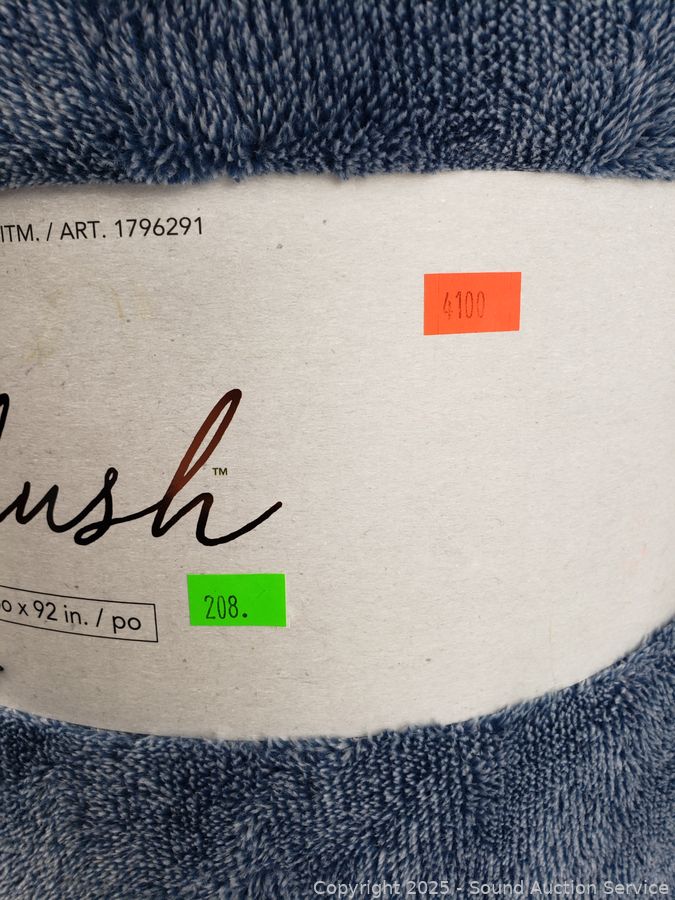 ITM. / ART. 1796291
4100
lush™
x 92 in. / po
208.
Copyright 2025 - Sound Auction Service